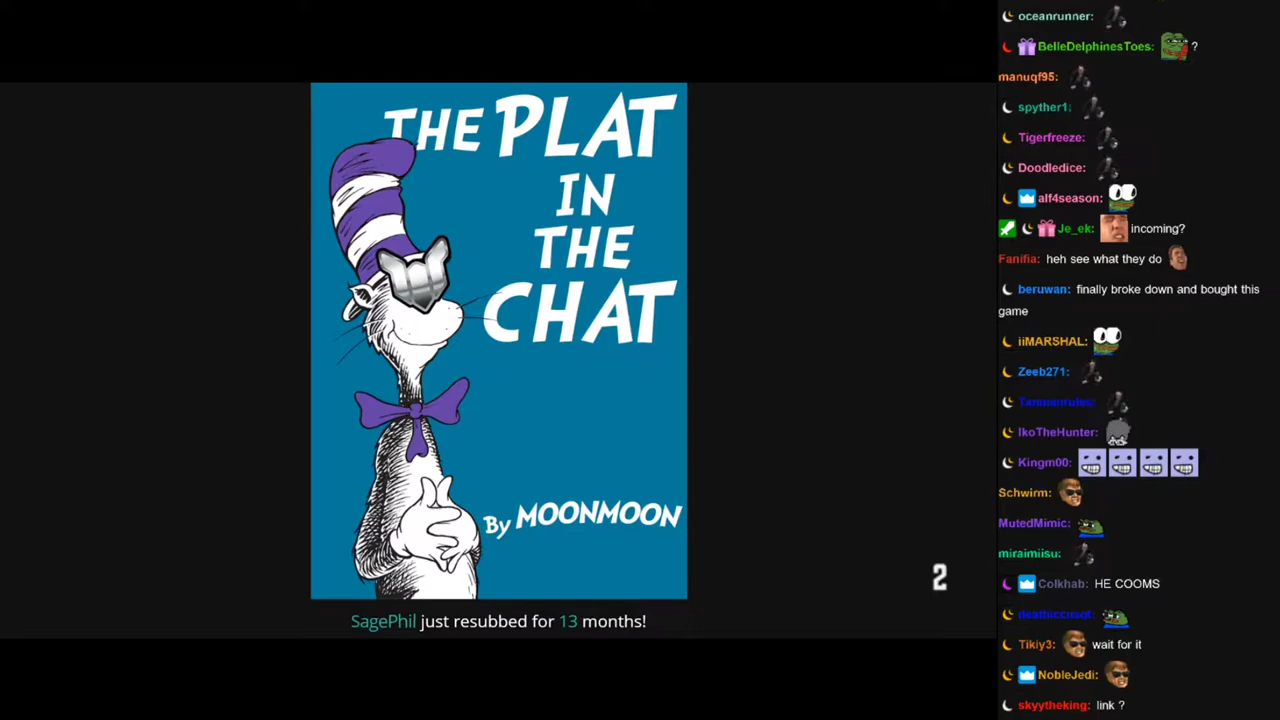 THE PLAT
IN
THE
CHAT
By MOONMOON
2
SagePhil just resubbed for 13 months!
oceanrunner:
BelleDelphinesToes: ?
manuqf95:
spyther1:
Tigerfreeze:
Doodledice:
alf4season:
Je_ek: incoming?
Fanifia: heh see what they do
beruwan: finally broke down and bought this
game
iiMARSHAL:
Zeeb271:
IkoTheHunter:
Kingm00:
Schwirm:
MutedMimic:
miraimiisu:
Colkhab: HE COOMS
Tikiy3: wait for it
NobleJedi:
skyytheking: link ?